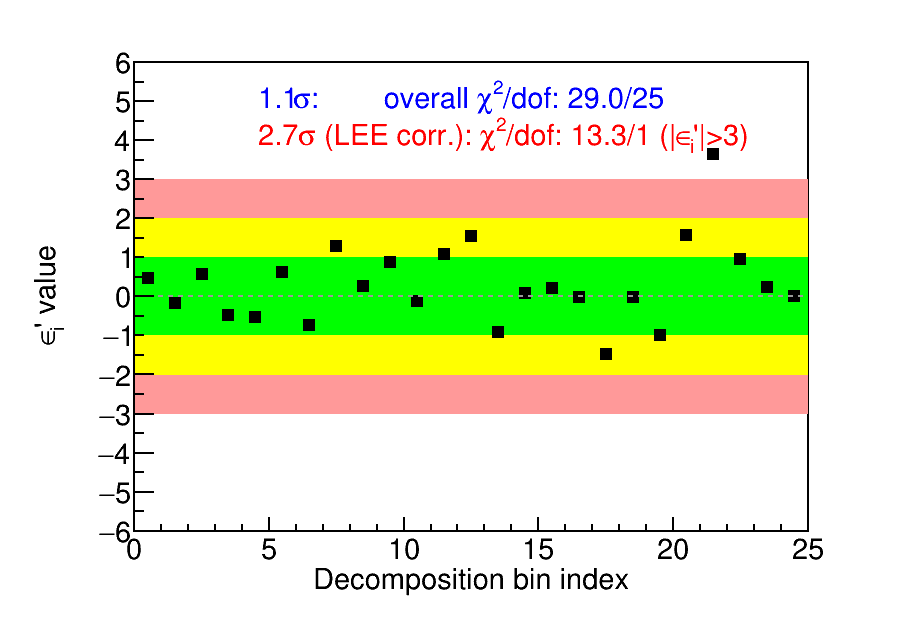 6
5
4
3
2
1
0
−1
−2
−3
−4
−5
−6
1.1σ: overall χ²/dof: 29.0/25
2.7σ (LEE corr.): χ²/dof: 13.3/1 (|ϵᵢ'|>3)
ϵᵢ' value
0 5 10 15 20 25
Decomposition bin index